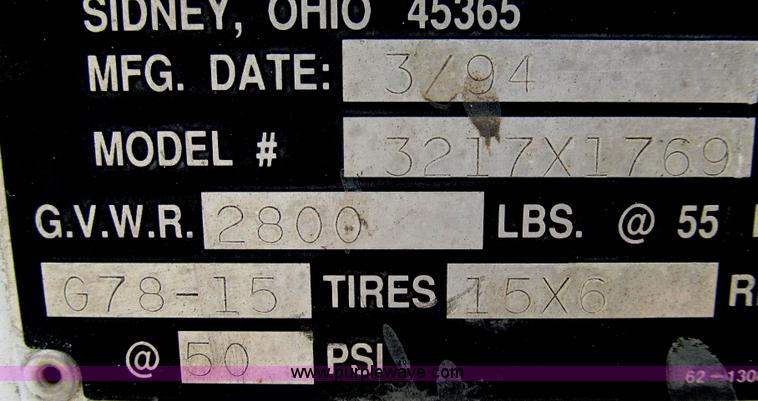 SIDNEY, OHIO 45365
MFG. DATE: 3/94
MODEL # 3217X1769
G.V.W.R. 2800 LBS. @ 55
G78-15 TIRES 15X6
@ 50 PSI
www.purplewave.com